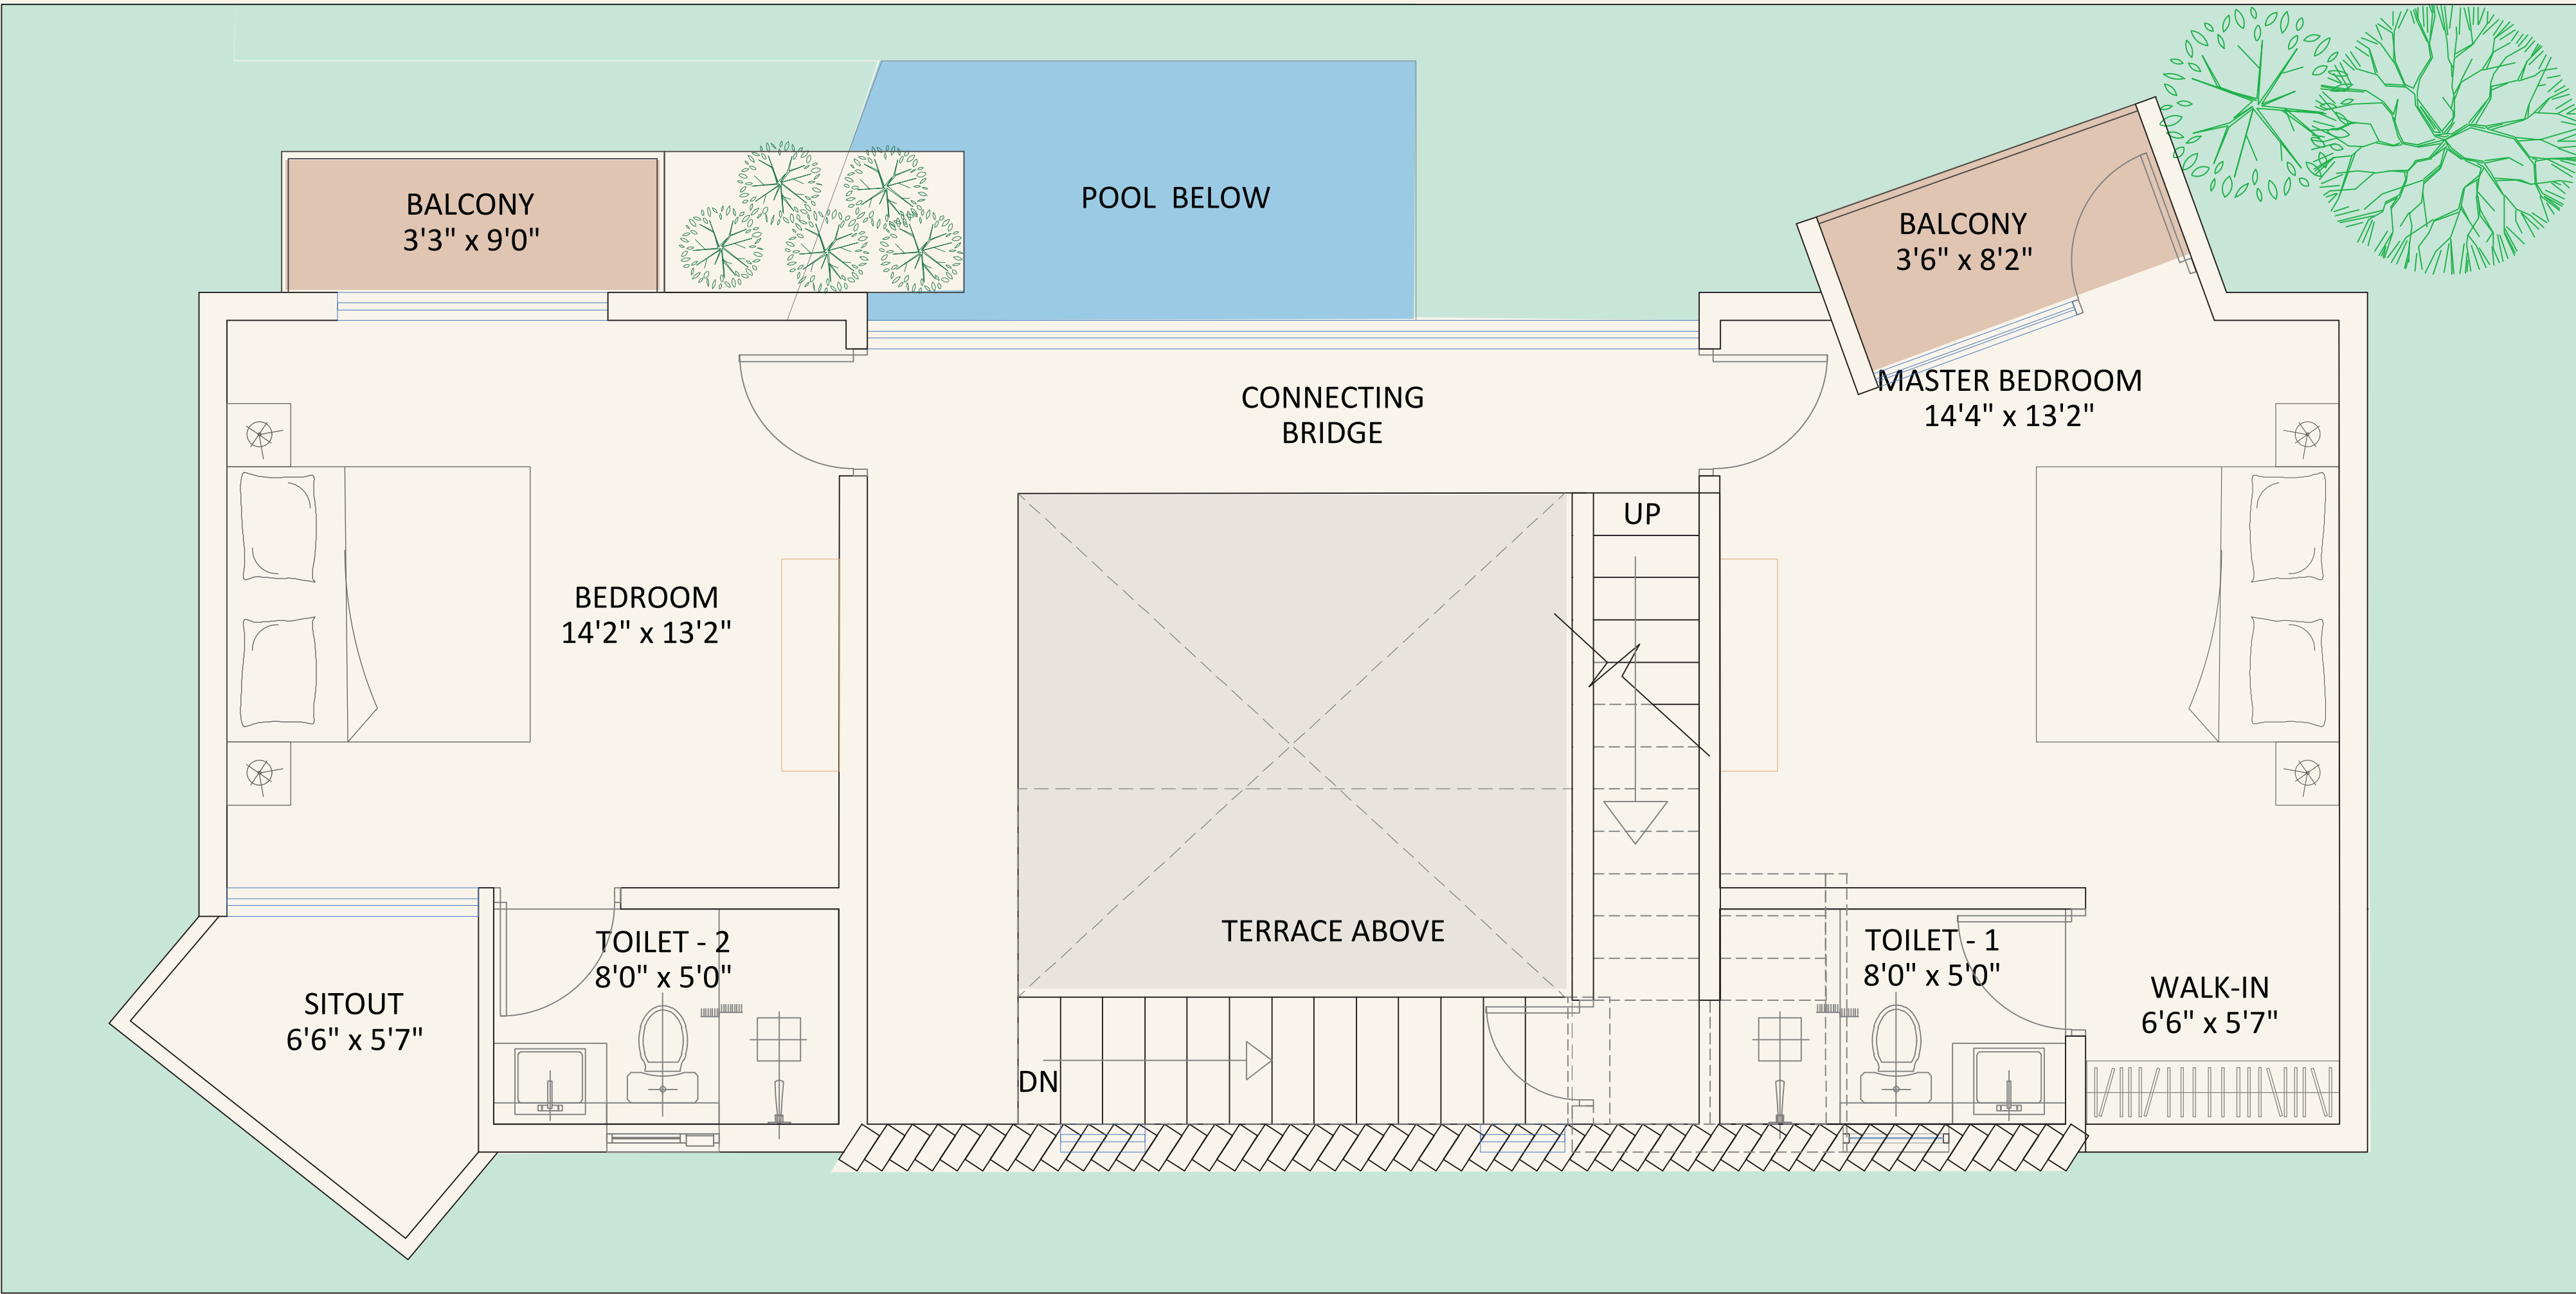 POOL BELOW
BALCONY
3'3" x 9'0"
BALCONY
3'6" x 8'2"
CONNECTING
BRIDGE
MASTER BEDROOM
14'4" x 13'2"
UP
BEDROOM
14'2" x 13'2"
TERRACE ABOVE
TOILET - 2
8'0" x 5'0"
TOILET - 1
8'0" x 5'0"
SITOUT
6'6" x 5'7"
WALK-IN
6'6" x 5'7"
DN